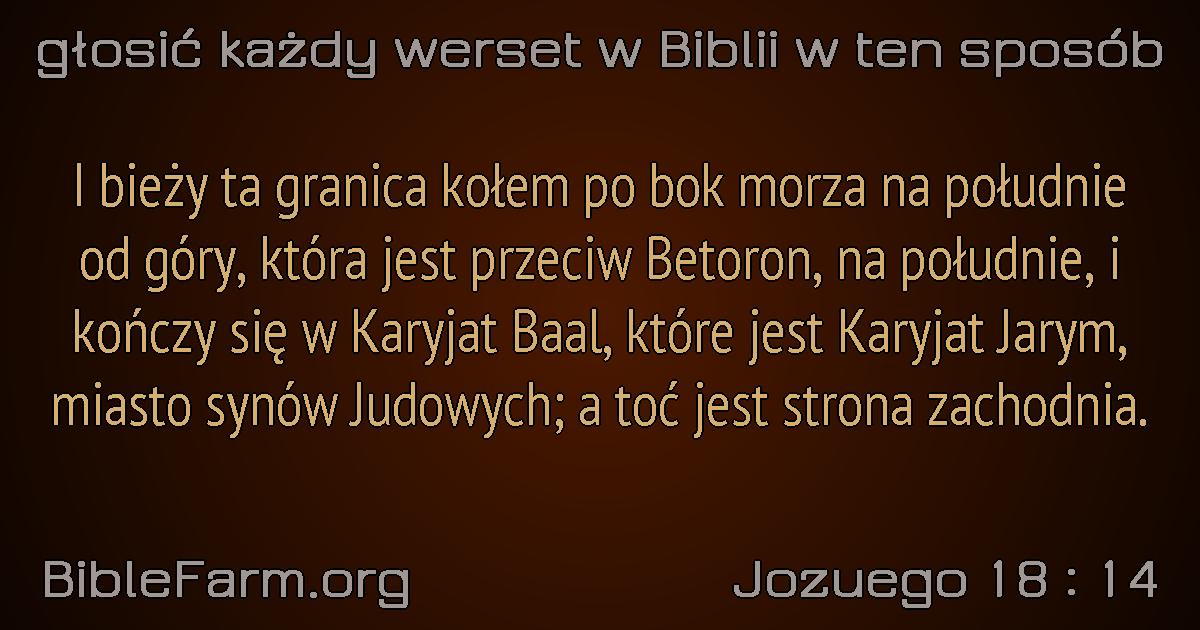 głosić każdy werset w Biblii w ten sposób
I bieży ta granica kołem po bok morza na południe
od góry, która jest przeciw Betoron, na południe, i
kończy się w Karyjat Baal, które jest Karyjat Jarym,
miasto synów Judowych; a toć jest strona zachodnia.
BibleFarm.org
Jozuego 18 : 14